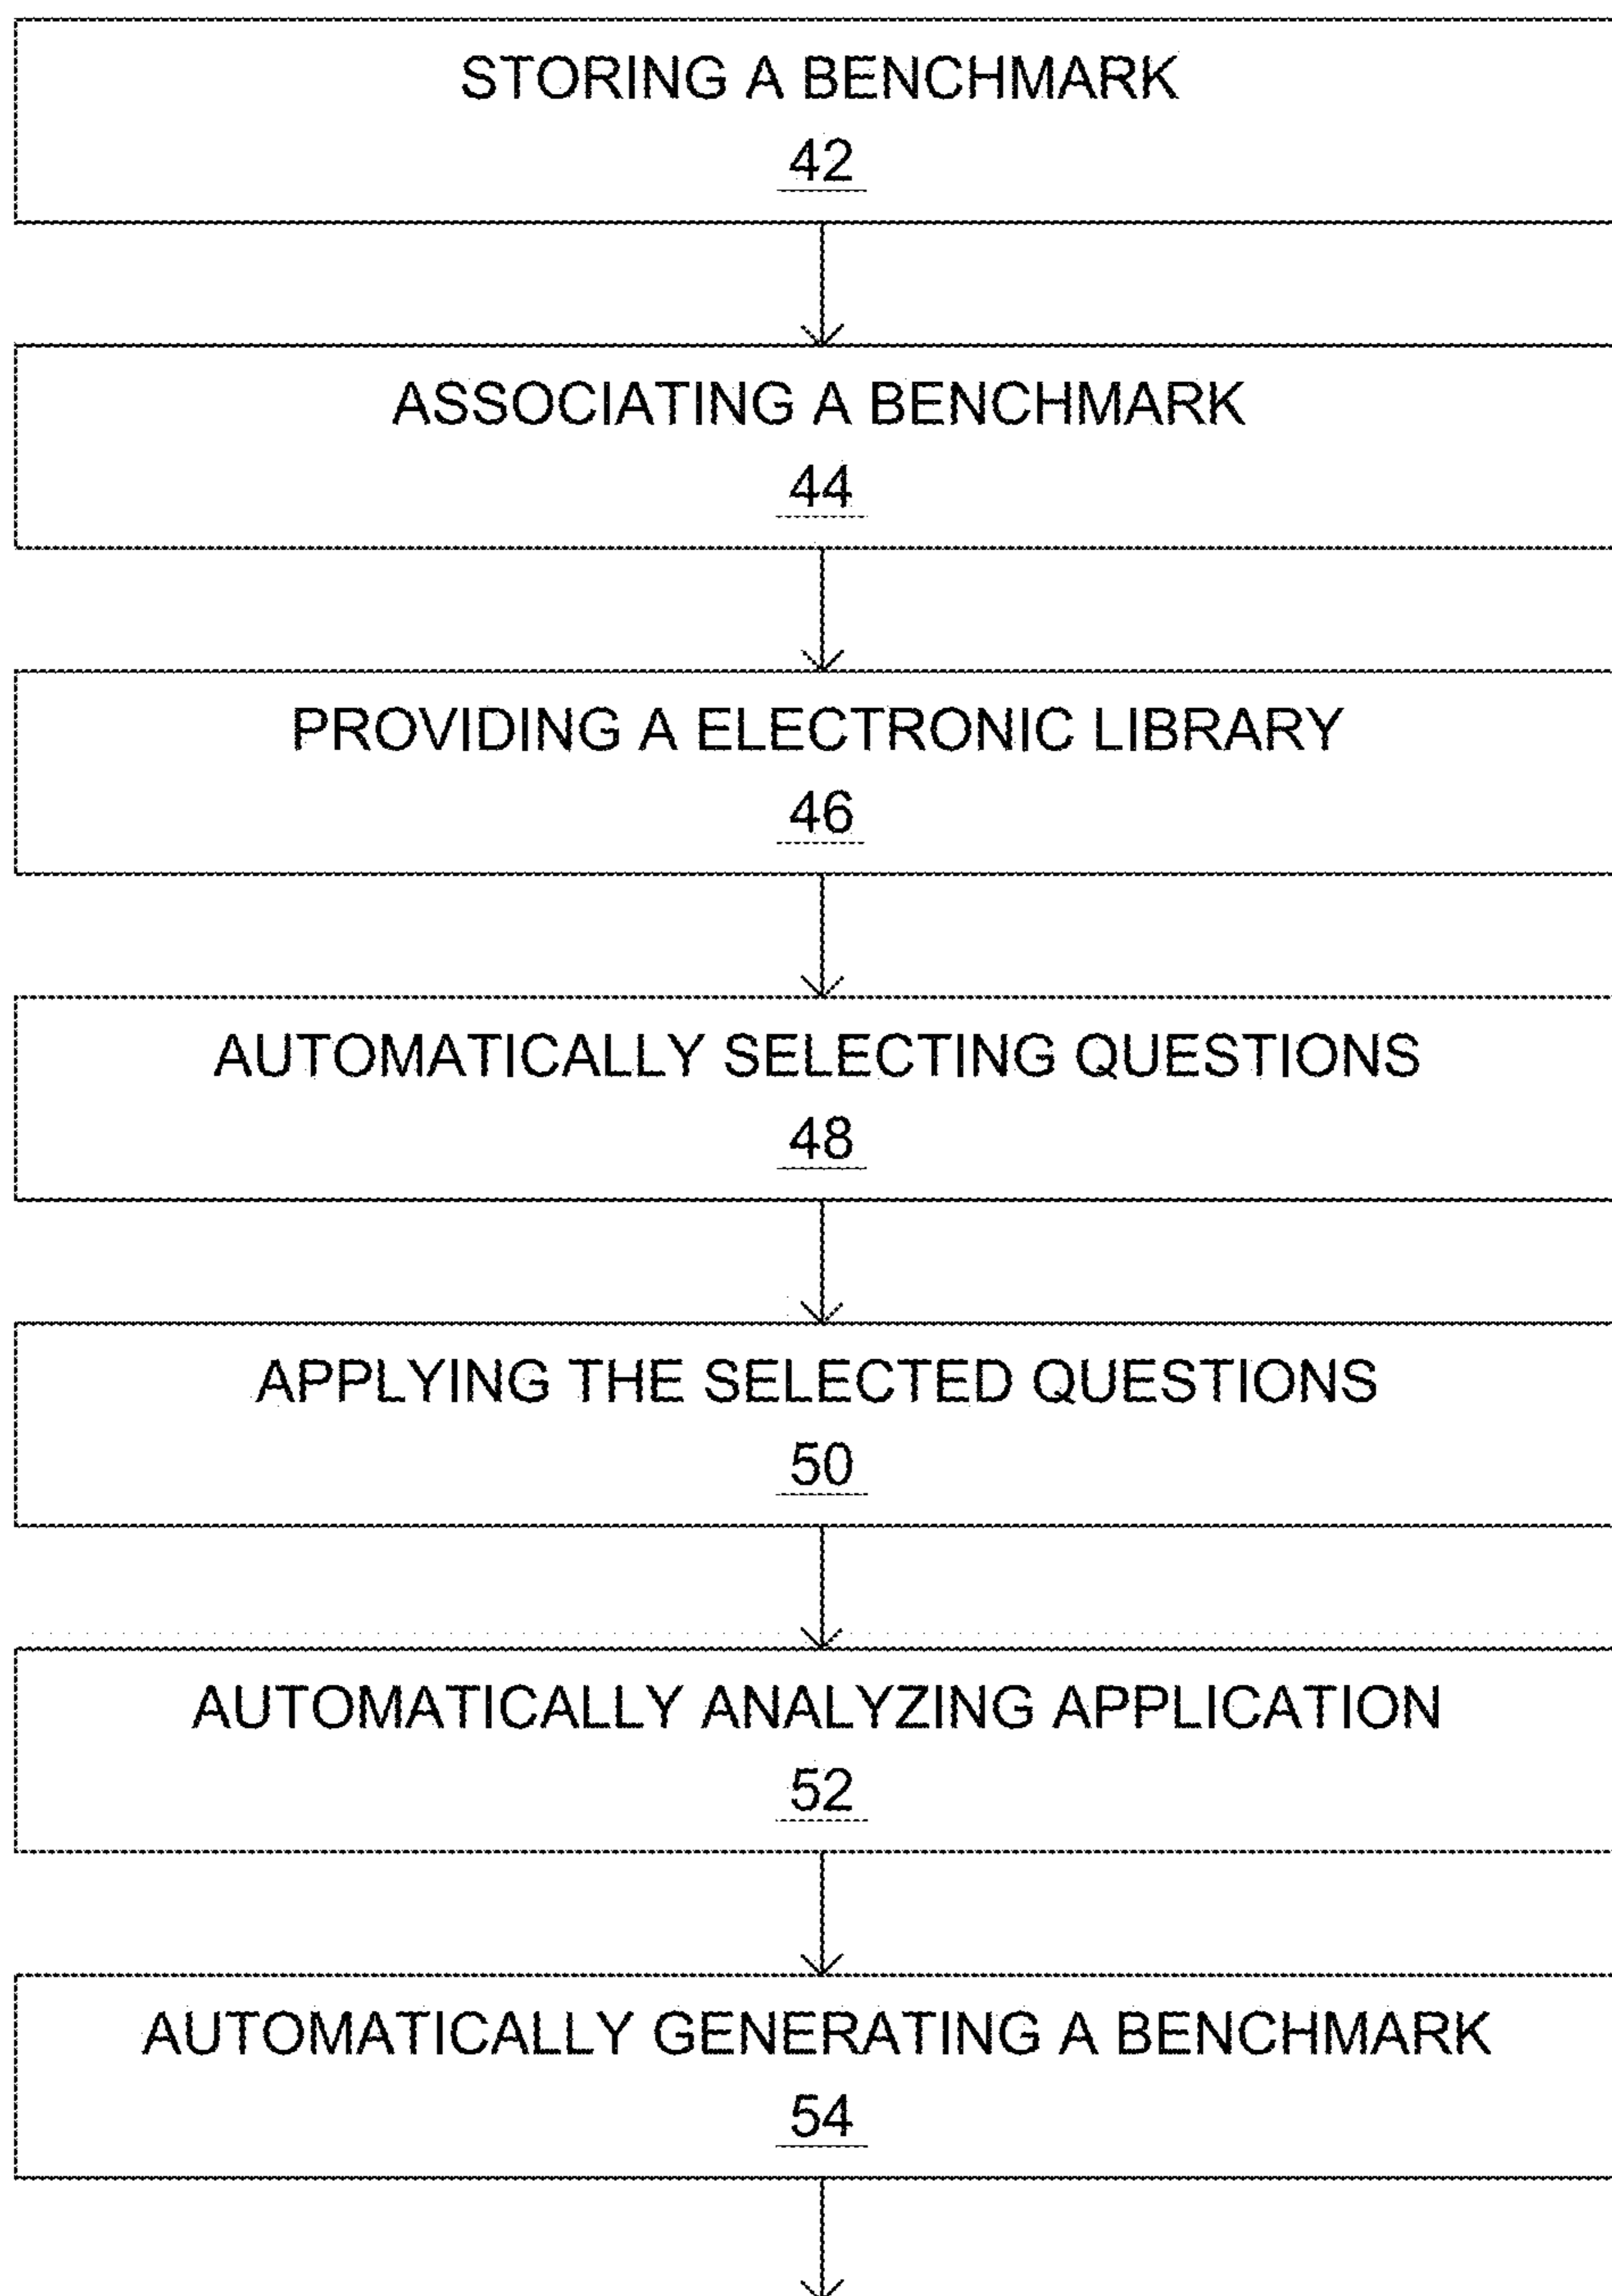 STORING A BENCHMARK
42
ASSOCIATING A BENCHMARK
44
PROVIDING A ELECTRONIC LIBRARY
46
AUTOMATICALLY SELECTING QUESTIONS
48
APPLYING THE SELECTED QUESTIONS
50
AUTOMATICALLY ANALYZING APPLICATION
52
AUTOMATICALLY GENERATING A BENCHMARK
54